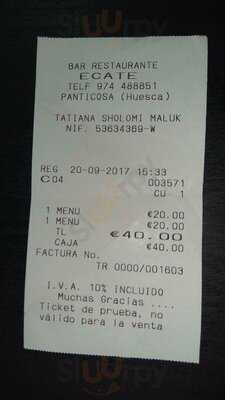 BAR RESTAURANTE
ECATE
TELF 974 488851
PANTICOSA (Huesca)
TATIANA SHOLOMI MALUK
NIF. 53634369-W
REG 20-09-2017 15:33
C04 003571
CU 1
1 MENU €20.00
1 MENU €20.00
TL €40.00
CAJA €40.00
FACTURA No.
TR 0000/001603
I.V.A. 10% INCLUIDO
Muchas Gracias ....
Ticket de prueba, no
válido para la venta